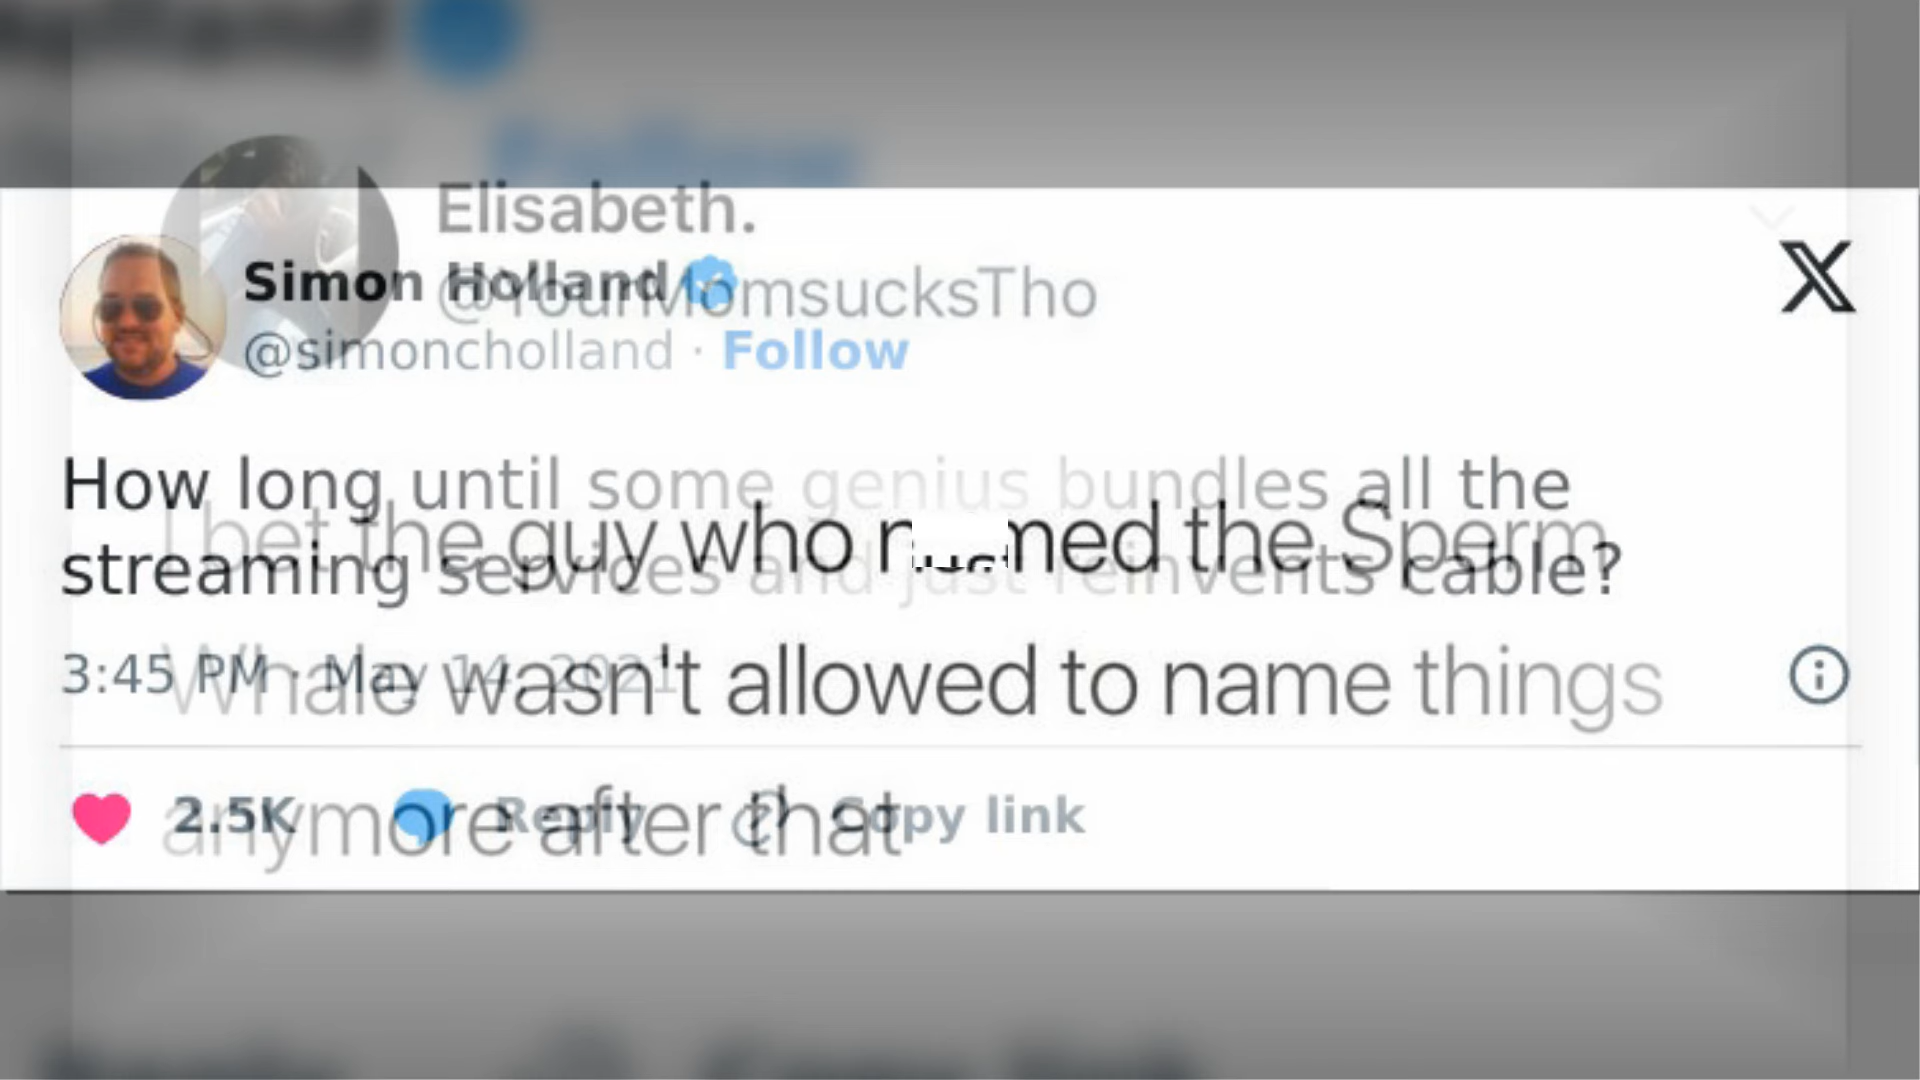 Elisabeth.
@YourMomsucksTho
I bet the guy who named the Sperm
Whale wasn't allowed to name things
anymore after that
Simon Holland
@simoncholland · Follow
How long until some genius bundles all the
streaming services and just reinvents cable?
3:45 PM · May 14, 2021
2.5K Reply Copy link